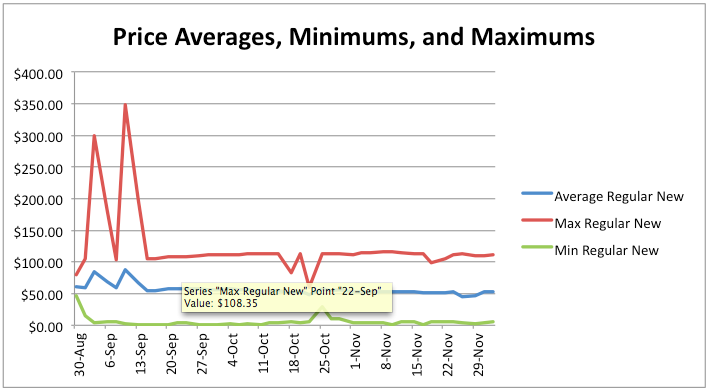 Price Averages, Minimums, and Maximums
$400.00
$350.00
$300.00
$250.00
$200.00
$150.00
$100.00
$50.00
$0.00
Average Regular New
Max Regular New
Min Regular New
Series "Max Regular New" Point "22-Sep"
Value: $108.35
30-Aug
6-Sep
13-Sep
20-Sep
27-Sep
4-Oct
11-Oct
18-Oct
25-Oct
1-Nov
8-Nov
15-Nov
22-Nov
29-Nov